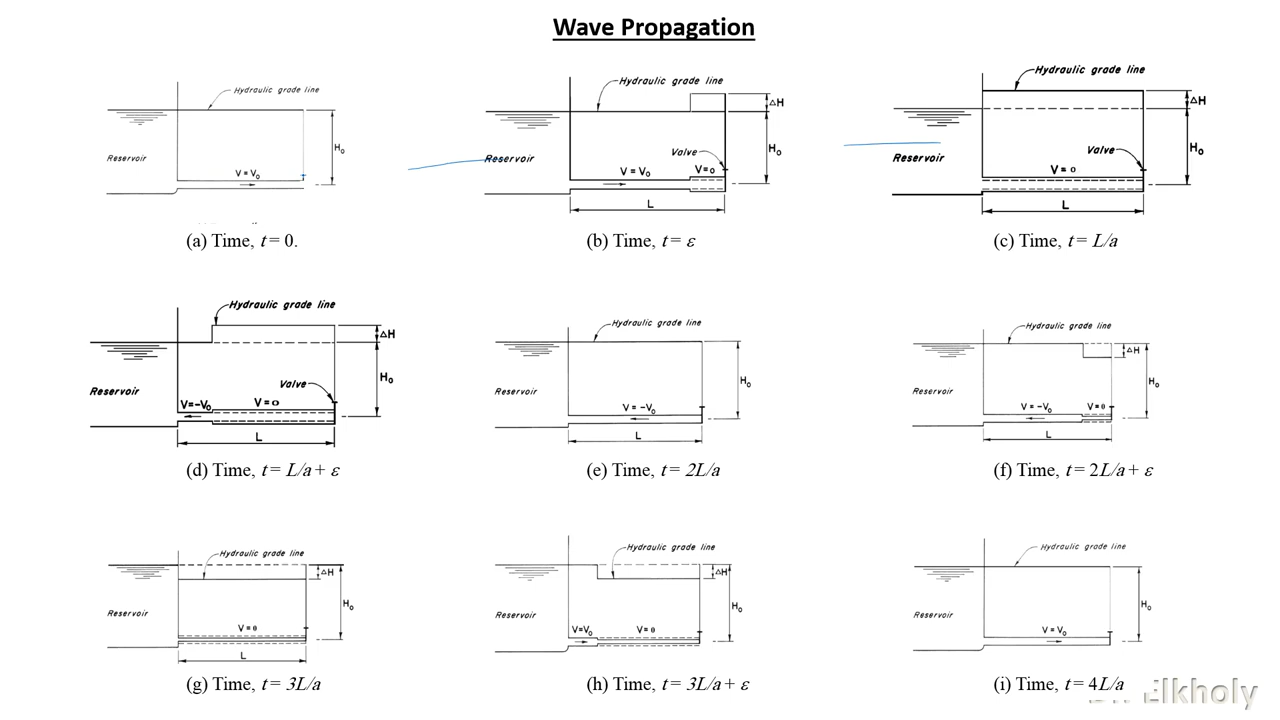 Wave Propagation
Hydraulic grade line
Reservoir
V = V₀
H₀
(a) Time, t = 0.
Hydraulic grade line
ΔH
H₀
Reservoir
Valve
V = V₀
V=0
L
(b) Time, t = ε
Hydraulic grade line
ΔH
H₀
Reservoir
Valve
V = 0
L
(c) Time, t = L/a
Hydraulic grade line
ΔH
H₀
Reservoir
Valve
V=-V₀
V= 0
L
(d) Time, t = L/a + ε
Hydraulic grade line
H₀
Reservoir
V = -V₀
L
(e) Time, t = 2L/a
Hydraulic grade line
ΔH
H₀
Reservoir
V = -V₀
V= 0
L
(f) Time, t = 2L/a + ε
Hydraulic grade line
ΔH
H₀
Reservoir
V = 0
L
(g) Time, t = 3L/a
Hydraulic grade line
ΔH
H₀
Reservoir
V=V₀
V= 0
(h) Time, t = 3L/a + ε
Hydraulic grade line
H₀
Reservoir
V = V₀
(i) Time, t = 4L/a
Elkholy